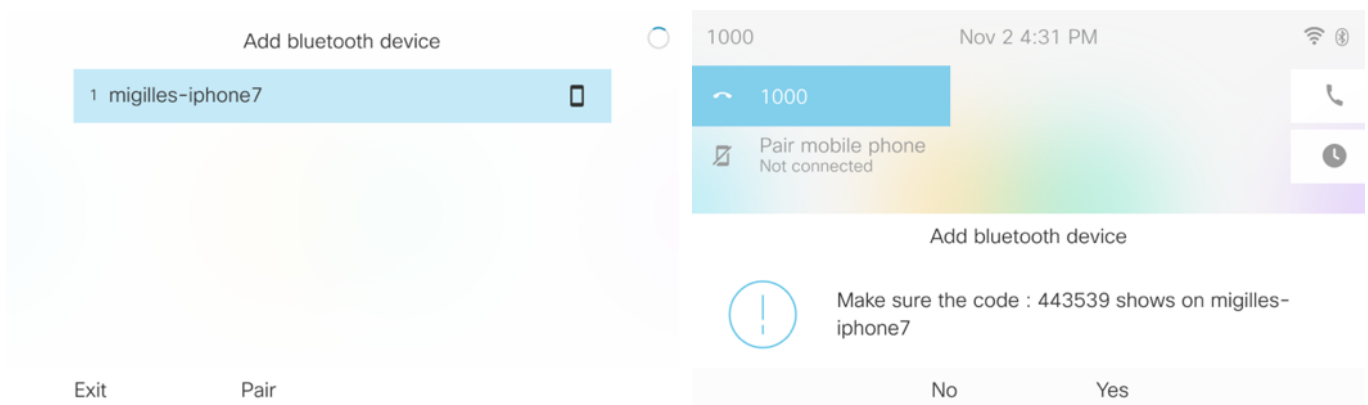 Add bluetooth device
1 migilles-iphone7
Exit Pair
1000 Nov 2 4:31 PM
1000
Pair mobile phone
Not connected
Add bluetooth device
Make sure the code : 443539 shows on migilles-
iphone7
No Yes